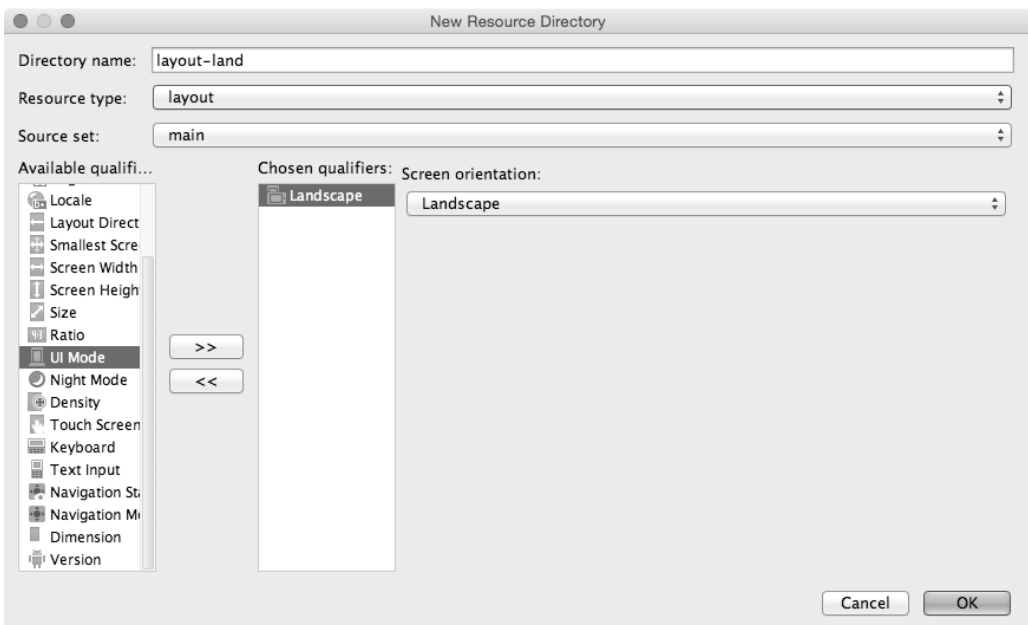 New Resource Directory
Directory name: layout-land
Resource type: layout
Source set: main
Available qualifi...
Chosen qualifiers:
Screen orientation:
Locale
Layout Direct
Smallest Scre
Screen Width
Screen Heigh
Size
Ratio
UI Mode
Night Mode
Density
Touch Screen
Keyboard
Text Input
Navigation Sta
Navigation Me
Dimension
Version
>>
<<
Landscape
Landscape
Cancel
OK